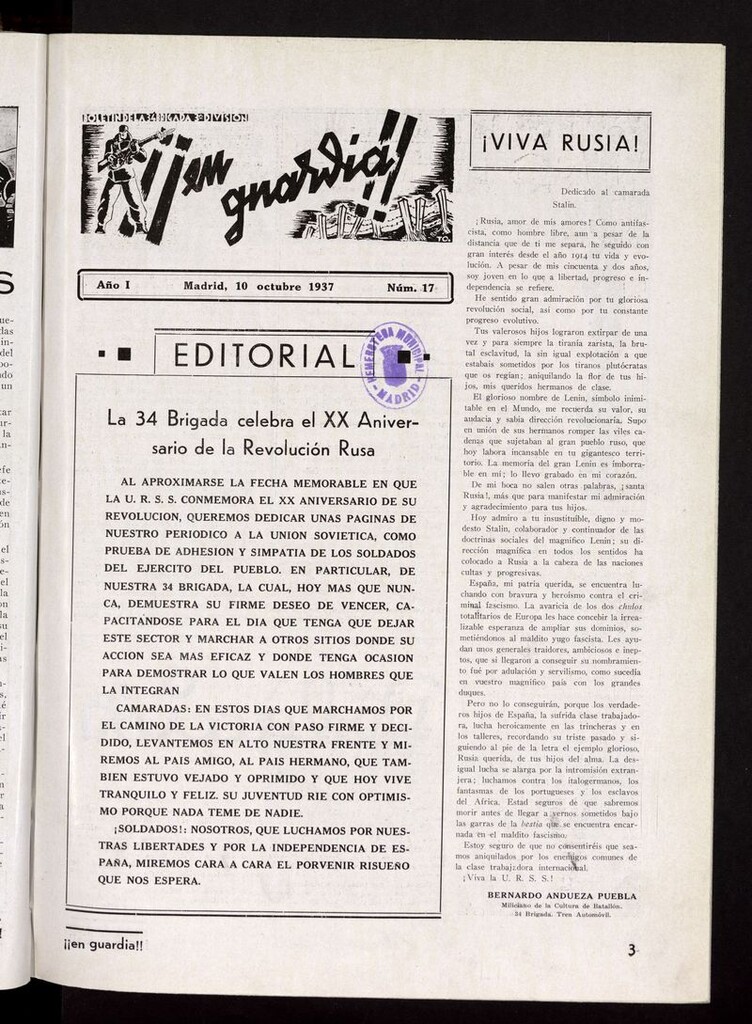 BOLETIN DE LA 34 BRIGADA 3ª DIVISION
¡¡en guardia!!
TO.
Año I Madrid, 10 octubre 1937 Núm. 17
EDITORIAL
HEMEROTECA MUNICIPAL
MADRID
La 34 Brigada celebra el XX Aniver-
sario de la Revolución Rusa
AL APROXIMARSE LA FECHA MEMORABLE EN QUE
LA U. R. S. S. CONMEMORA EL XX ANIVERSARIO DE SU
REVOLUCION, QUEREMOS DEDICAR UNAS PAGINAS DE
NUESTRO PERIODICO A LA UNION SOVIETICA, COMO
PRUEBA DE ADHESION Y SIMPATIA DE LOS SOLDADOS
DEL EJERCITO DEL PUEBLO. EN PARTICULAR, DE
NUESTRA 34 BRIGADA, LA CUAL, HOY MAS QUE NUN-
CA, DEMUESTRA SU FIRME DESEO DE VENCER, CA-
PACITÁNDOSE PARA EL DIA QUE TENGA QUE DEJAR
ESTE SECTOR Y MARCHAR A OTROS SITIOS DONDE SU
ACCION SEA MAS EFICAZ Y DONDE TENGA OCASION
PARA DEMOSTRAR LO QUE VALEN LOS HOMBRES QUE
LA INTEGRAN
CAMARADAS: EN ESTOS DIAS QUE MARCHAMOS POR
EL CAMINO DE LA VICTORIA CON PASO FIRME Y DECI-
DIDO, LEVANTEMOS EN ALTO NUESTRA FRENTE Y MI-
REMOS AL PAIS AMIGO, AL PAIS HERMANO, QUE TAM-
BIEN ESTUVO VEJADO Y OPRIMIDO Y QUE HOY VIVE
TRANQUILO Y FELIZ. SU JUVENTUD RIE CON OPTIMIS-
MO PORQUE NADA TEME DE NADIE.
¡SOLDADOS!: NOSOTROS, QUE LUCHAMOS POR NUES-
TRAS LIBERTADES Y POR LA INDEPENDENCIA DE ES-
PAÑA, MIREMOS CARA A CARA EL PORVENIR RISUEÑO
QUE NOS ESPERA.
¡VIVA RUSIA!
Dedicado al camarada
Stalin.
¡Rusia, amor de mis amores! Como antifas-
cista, como hombre libre, aun a pesar de la
distancia que de ti me separa, he seguido con
gran interés desde el año 1914 tu vida y evo-
lución. A pesar de mis cincuenta y dos años,
soy joven en lo que a libertad, progreso e in-
dependencia se refiere.
He sentido gran admiración por tu gloriosa
revolución social, así como por tu constante
progreso evolutivo.
Tus valerosos hijos lograron extirpar de una
vez y para siempre la tiranía zarista, la bru-
tal esclavitud, la sin igual explotación a que
estabais sometidos por los tiranos plutócratas
que os regían; aniquilando la flor de tus hi-
jos, mis queridos hermanos de clase.
El glorioso nombre de Lenin, símbolo inimi-
table en el Mundo, me recuerda su valor, su
audacia y sabia dirección revolucionaria. Supo
en unión de sus hermanos romper las viles ca-
denas que sujetaban al gran pueblo ruso, que
hoy labora incansable en tu gigantesco terri-
torio. La memoria del gran Lenin es imborra-
ble en mí; lo llevo grabado en mi corazón.
De mi boca no salen otras palabras, ¡santa
Rusia!, más que para manifestar mi admiración
y agradecimiento para tus hijos.
Hoy admiro a tu insustituíble, digno y mo-
desto Stalin, colaborador y continuador de las
doctrinas sociales del magnífico Lenin; su di-
rección magnífica en todos los sentidos ha
colocado a Rusia a la cabeza de las naciones
cultas y progresivas.
España, mi patria querida, se encuentra lu-
chando con bravura y heroísmo contra el cri-
minal fascismo. La avaricia de los dos chulos
totalitarios de Europa les hace concebir la irrea-
lizable esperanza de ampliar sus dominios, so-
metiéndonos al maldito yugo fascista. Les ayu-
dan unos generales traidores, ambiciosos e inep-
tos, que si llegaron a conseguir su nombramien-
to fué por adulación y servilismo, como sucedía
en vuestro magnífico país con los grandes
duques.
Pero no lo conseguirán, porque los verdade-
ros hijos de España, la sufrida clase trabajado-
ra, lucha heroicamente en las trincheras y en
los talleres, recordando su triste pasado y si-
guiendo al pie de la letra el ejemplo glorioso,
Rusia querida, de tus hijos del alma. La des-
igual lucha se alarga por la intromisión extran-
jera; luchamos contra los italogermanos, los
fantasmas de los portugueses y los esclavos
del África. Estad seguros de que sabremos
morir antes de llegar a vernos sometidos bajo
las garras de la bestia que se encuentra encar-
nada en el maldito fascismo.
Estoy seguro de que no consentiréis que sea-
mos aniquilados por los enemigos comunes de
la clase trabajadora internacional.
¡Viva la U. R. S. S.!
BERNARDO ANDUEZA PUEBLA
Miliciano de la Cultura de Batallón.
34 Brigada. Tren Automóvil.
¡¡en guardia!!
3